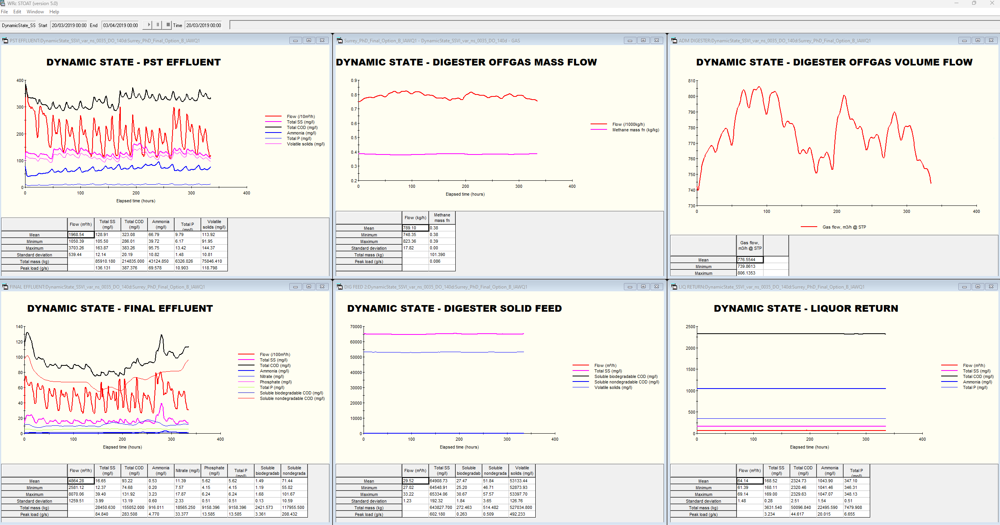 WRc STOAT (version 5.0)
File Edit Window Help
DynamicState_SS Start 20/03/2019 00:00 End 03/04/2019 00:00 Time 20/03/2019 00:00
PST EFFLUENT:DynamicState_SSVI_var_ns_0035_DO_140d:Surrey_PhD_Final_Option_B_IAWQ1
DYNAMIC STATE - PST EFFLUENT
400
300
200
100
0
0 100 200 300 400
Elapsed time (hours)
Flow (/10m³/h)
Total SS (mg/l)
Total COD (mg/l)
Ammonia (mg/l)
Total P (mg/l)
Volatile solids (mg/l)
Flow (m³/h) Total SS (mg/l) Total COD (mg/l) Ammonia (mg/l) Total P (mg/l) Volatile solids (mg/l)
Mean 1968.54 128.91 323.08 66.79 9.79 113.92
Minimum 1050.39 105.50 286.01 39.72 6.17 91.95
Maximum 3703.26 163.87 383.26 95.75 13.42 144.37
Standard deviation 539.44 12.14 20.19 10.82 1.48 10.81
Total mass (kg) 85910.180 214835.000 43124.850 6326.026 75846.410
Peak load (g/s) 136.131 387.376 69.578 10.903 118.798
Surrey_PhD_Final_Option_B_IAWQ1 - DynamicState_SSVI_var_ns_0035_DO_140d - GAS
DYNAMIC STATE - DIGESTER OFFGAS MASS FLOW
0.9
0.8
0.7
0.6
0.5
0.4
0.3
0.2
0 100 200 300 400
Elapsed time (hours)
Flow (/1000kg/h)
Methane mass fn (kg/kg)
Flow (kg/h) Methane mass fn
Mean 789.10 0.38
Minimum 748.35 0.38
Maximum 823.36 0.39
Standard deviation 17.82 0.00
Total mass (kg) 101.390
Peak load (g/s) 0.086
ADM DIGESTER:DynamicState_SSVI_var_ns_0035_DO_140d:Surrey_PhD_Final_Option_B_IAWQ1
DYNAMIC STATE - DIGESTER OFFGAS VOLUME FLOW
810
800
790
780
770
760
750
740
730
0 100 200 300 400
Gas flow, m3/h @ STP
Gas flow, m3/h @ STP
Mean 776.5544
Minimum 739.8613
Maximum 806.1353
FINAL EFFLUENT:DynamicState_SSVI_var_ns_0035_DO_140d:Surrey_PhD_Final_Option_B_IAWQ1
DYNAMIC STATE - FINAL EFFLUENT
140
120
100
80
60
40
20
0
0 100 200 300 400
Elapsed time (hours)
Flow (/100m³/h)
Total SS (mg/l)
Total COD (mg/l)
Ammonia (mg/l)
Nitrate (mg/l)
Phosphate (mg/l)
Total P (mg/l)
Soluble biodegradable COD (mg/l)
Soluble nondegradable COD (mg/l)
Flow (m³/h) Total SS (mg/l) Total COD (mg/l) Ammonia (mg/l) Nitrate (mg/l) Phosphate (mg/l) Total P (mg/l) Soluble biodegradab Soluble nondegrada
Mean 4864.28 16.65 93.22 0.53 11.39 5.62 5.62 1.49 71.44
Minimum 2581.12 12.37 74.68 0.20 7.57 4.15 4.15 1.19 55.02
Maximum 8070.06 39.40 131.92 3.23 17.87 6.24 6.24 1.68 101.67
Standard deviation 1259.51 3.99 13.19 0.60 2.33 0.51 0.51 0.13 10.59
Total mass (kg) 28450.630 155052.000 916.011 18565.250 9158.396 9158.396 2421.573 117955.500
Peak load (g/s) 84.840 283.508 4.770 33.377 13.585 13.585 3.361 208.432
DIG FEED 2:DynamicState_SSVI_var_ns_0035_DO_140d:Surrey_PhD_Final_Option_B_IAWQ1
DYNAMIC STATE - DIGESTER SOLID FEED
70000
60000
50000
40000
30000
20000
10000
0
0 100 200 300 400
Elapsed time (hours)
Flow (m³/h)
Total SS (mg/l)
Soluble biodegradable COD (mg/l)
Soluble nondegradable COD (mg/l)
Volatile solids (mg/l)
Flow (m³/h) Total SS (mg/l) Soluble biodegradab Soluble nondegrada Volatile solids (mg/l)
Mean 29.52 64908.73 27.47 51.84 53133.44
Minimum 27.02 64548.91 25.20 46.71 52873.93
Maximum 33.22 65334.06 30.67 57.57 53397.70
Standard deviation 1.23 192.32 1.84 3.65 126.76
Total mass (kg) 643827.700 272.463 514.482 527034.800
Peak load (g/s) 602.180 0.263 0.509 492.233
LIQ RETURN:DynamicState_SSVI_var_ns_0035_DO_140d:Surrey_PhD_Final_Option_B_IAWQ1
DYNAMIC STATE - LIQUOR RETURN
2500
2000
1500
1000
500
0
0 100 200 300 400
Elapsed time (hours)
Flow (m³/h)
Total SS (mg/l)
Total COD (mg/l)
Ammonia (mg/l)
Total P (mg/l)
Flow (m³/h) Total SS (mg/l) Total COD (mg/l) Ammonia (mg/l) Total P (mg/l)
Mean 64.14 168.52 2324.73 1043.90 347.10
Minimum 61.39 168.11 2320.46 1041.46 346.31
Maximum 69.14 169.00 2329.63 1047.07 348.13
Standard deviation 1.48 0.28 2.51 1.54 0.51
Total mass (kg) 3631.540 50096.840 22495.590 7479.908
Peak load (g/s) 3.234 44.617 20.015 6.655